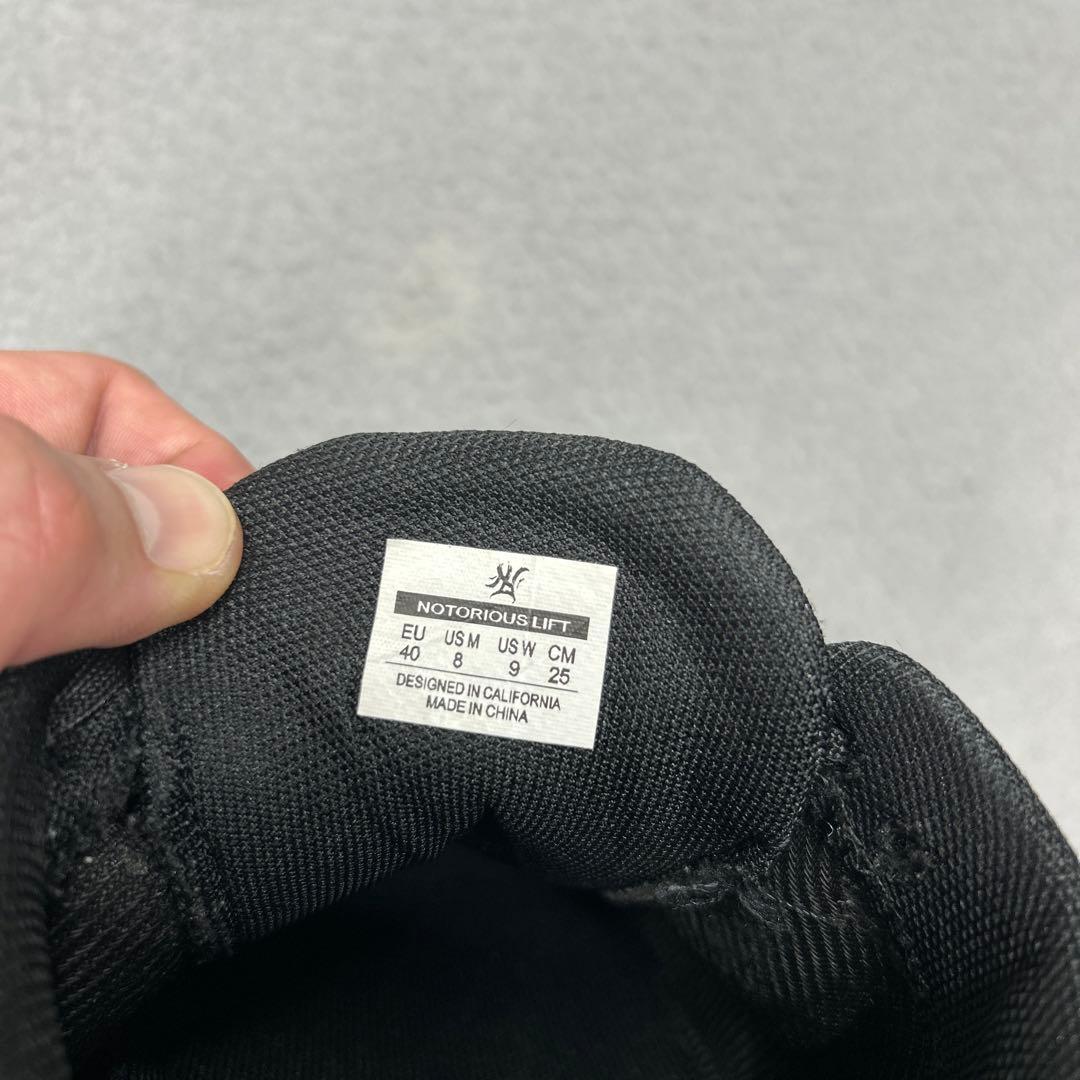 NOTORIOUS LIFT
EU US M US W CM
40 8 9 25
DESIGNED IN CALIFORNIA
MADE IN CHINA